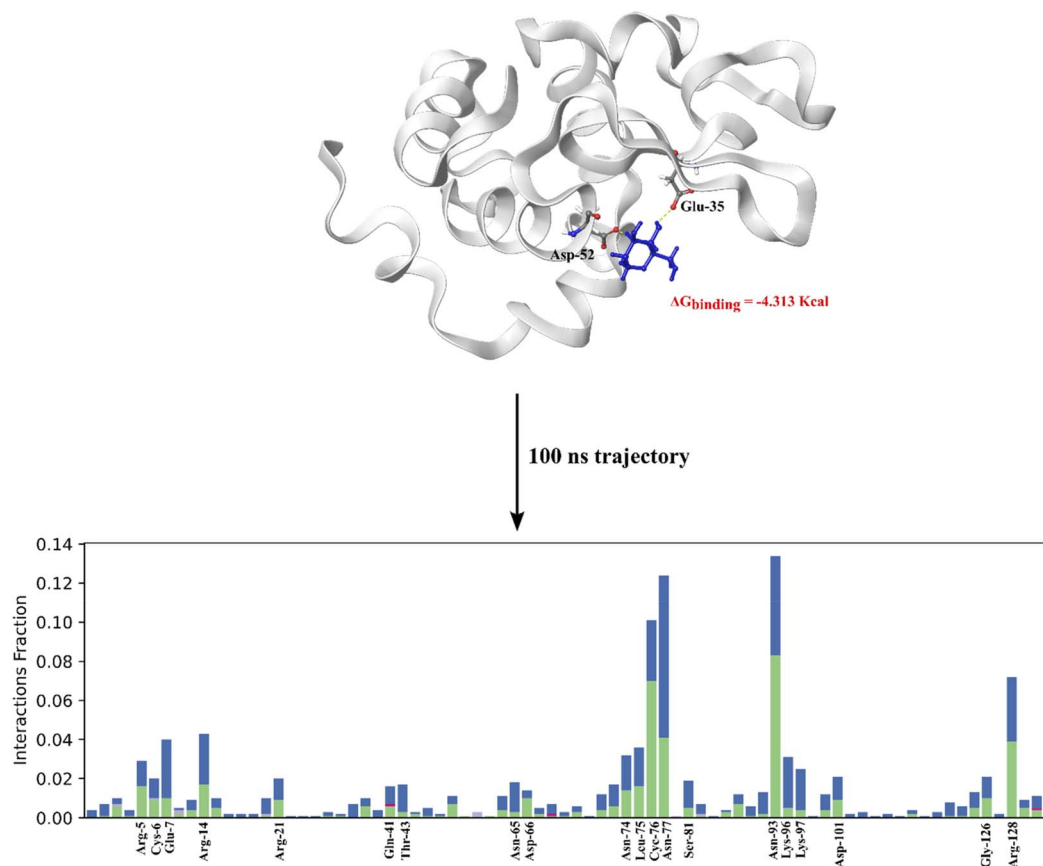 Glu-35
Asp-52
ΔGbinding = -4.313 Kcal
100 ns trajectory
Interactions Fraction
0.14
0.12
0.10
0.08
0.06
0.04
0.02
0.00
Arg-5
Cys-6
Glu-7
Arg-14
Arg-21
Gln-41
Thr-43
Asn-65
Asp-66
Asn-74
Leu-75
Cyc-76
Asn-77
Ser-81
Asn-93
Lys-96
Lys-97
Asp-101
Gly-126
Arg-128